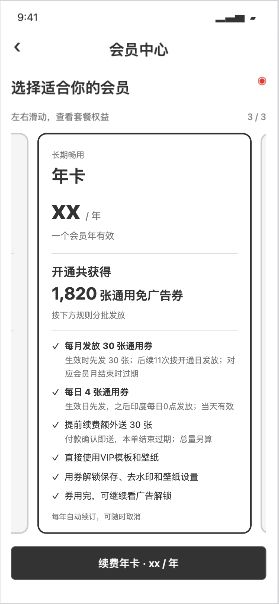 9:41
会员中心
选择适合你的会员
左右滑动，查看套餐权益
3 / 3
长期畅用
年卡
XX / 年
一个会员年有效
开通共获得
1,820 张通用免广告券
按下方规则分批发放
✓ 每月发放 30 张通用券
生效时先发 30 张；后续11次按开通日发放；对
应会员月结束时过期
✓ 每日 4 张通用券
生效日先发，之后印度每日0点发放；当天有效
✓ 提前续费额外送 30 张
付款确认即送，本单结束过期；总量另算
✓ 直接使用VIP模板和壁纸
✓ 用券解锁保存、去水印和壁纸设置
✓ 券用完，可继续看广告解锁
每年自动续订，可随时取消
续费年卡 · xx / 年